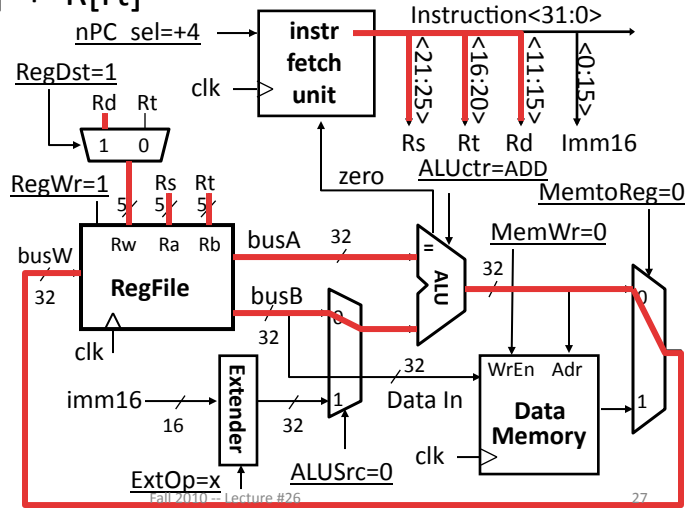 R[rt]
nPC_sel=+4
instr
fetch
unit
clk
Instruction<31:0>
<21:25>
<16:20>
<11:15>
<0:15>
Rs
Rt
Rd
Imm16
RegDst=1
Rd
Rt
1
0
zero
ALUctr=ADD
MemtoReg=0
RegWr=1
Rs
Rt
5
5
5
MemWr=0
busW
32
Rw
Ra
Rb
RegFile
clk
busA
32
busB
32
=
ALU
32
0
1
0
1
32
Data In
WrEn
Adr
Data
Memory
clk
imm16
16
Extender
32
ExtOp=x
ALUSrc=0
Fall 2010 -- Lecture #26
27